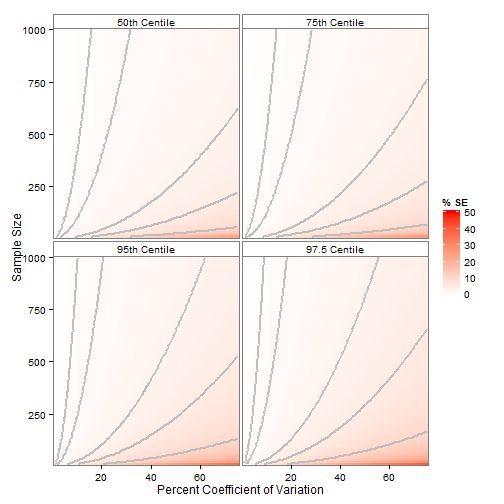 50th Centile
75th Centile
1000
750
500
250
% SE
50
40
30
20
10
0
Sample Size
95th Centile
97.5 Centile
1000
750
500
250
20
40
60
20
40
60
Percent Coefficient of Variation